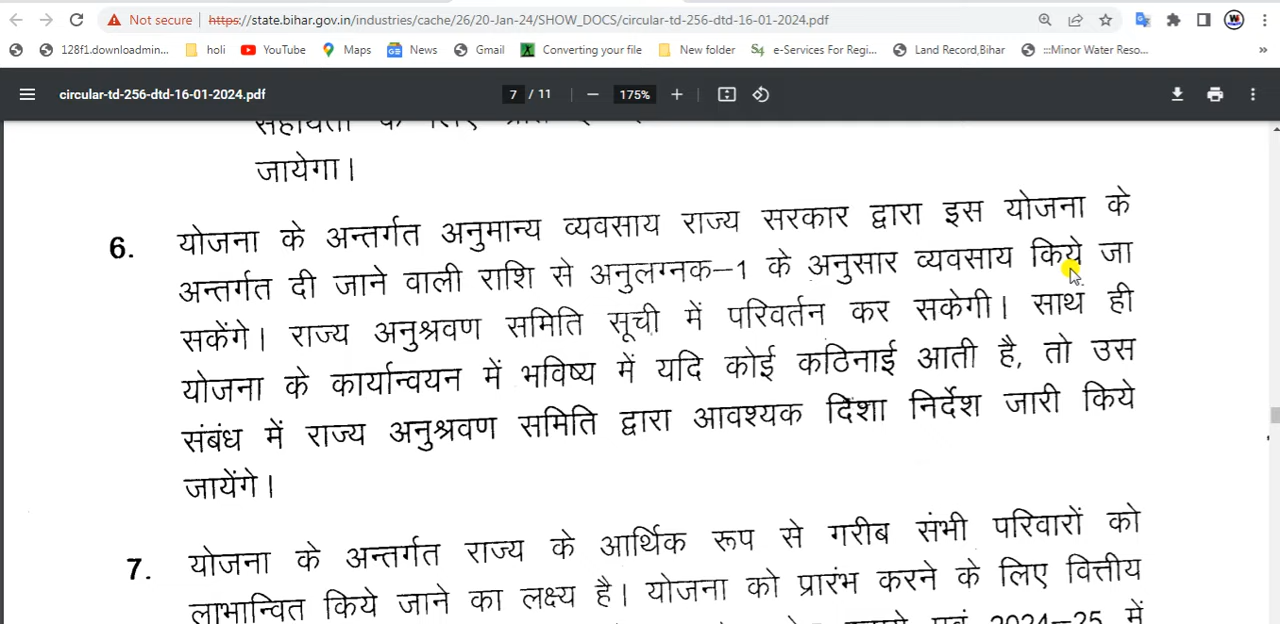 Not secure https://state.bihar.gov.in/industries/cache/26/20-Jan-24/SHOW_DOCS/circular-td-256-dtd-16-01-2024.pdf
128f1.downloadmin... holi YouTube Maps News Gmail Converting your file New folder e-Services For Regi... Land Record,Bihar :::Minor Water Reso... »
circular-td-256-dtd-16-01-2024.pdf 7 / 11 — 175% +
जायेगा।
6. योजना के अन्तर्गत अनुमान्य व्यवसाय राज्य सरकार द्वारा इस योजना के
अन्तर्गत दी जाने वाली राशि से अनुलग्नक–1 के अनुसार व्यवसाय किये जा
सकेंगे। राज्य अनुश्रवण समिति सूची में परिवर्तन कर सकेगी। साथ ही
योजना के कार्यान्वयन में भविष्य में यदि कोई कठिनाई आती है, तो उस
संबंध में राज्य अनुश्रवण समिति द्वारा आवश्यक दिशा निर्देश जारी किये
जायेंगे।
7. योजना के अन्तर्गत राज्य के आर्थिक रूप से गरीब संभी परिवारों को
लाभान्वित किये जाने का लक्ष्य है। योजना को प्रारंभ करने के लिए वित्तीय
एवं 2024–25 में